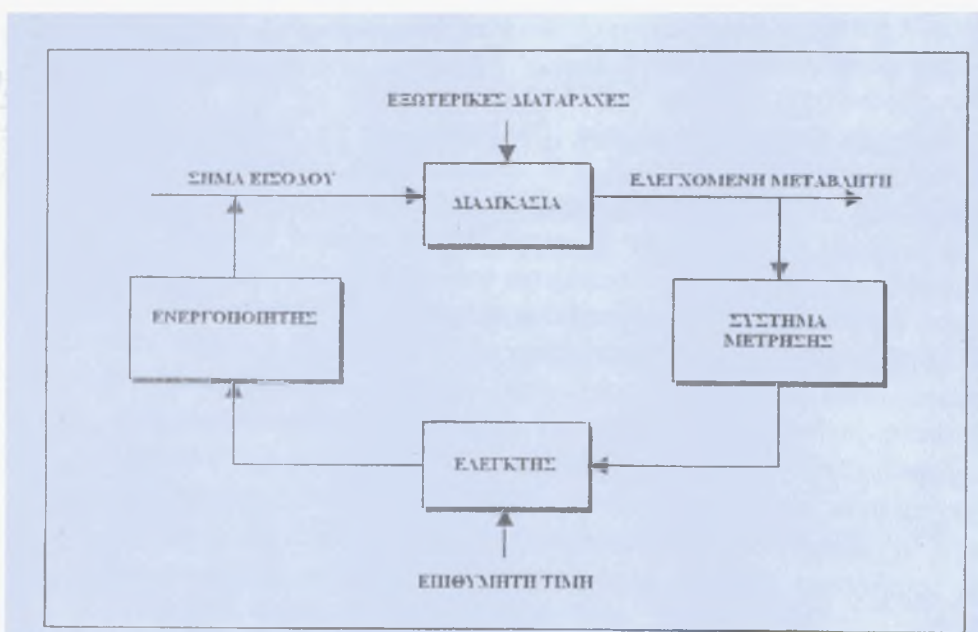 ΕΞΩΤΕΡΙΚΕΣ ΔΙΑΤΑΡΑΧΕΣ
ΣΗΜΑ ΕΙΣΟΔΟΥ
ΔΙΑΔΙΚΑΣΙΑ
ΕΛΕΓΧΟΜΕΝΗ ΜΕΤΑΒΛΗΤΗ
ΕΝΕΡΓΟΠΟΙΗΤΗΣ
ΣΥΣΤΗΜΑ
ΜΕΤΡΗΣΗΣ
ΕΛΕΓΚΤΗΣ
ΕΠΙΘΥΜΗΤΗ ΤΙΜΗ